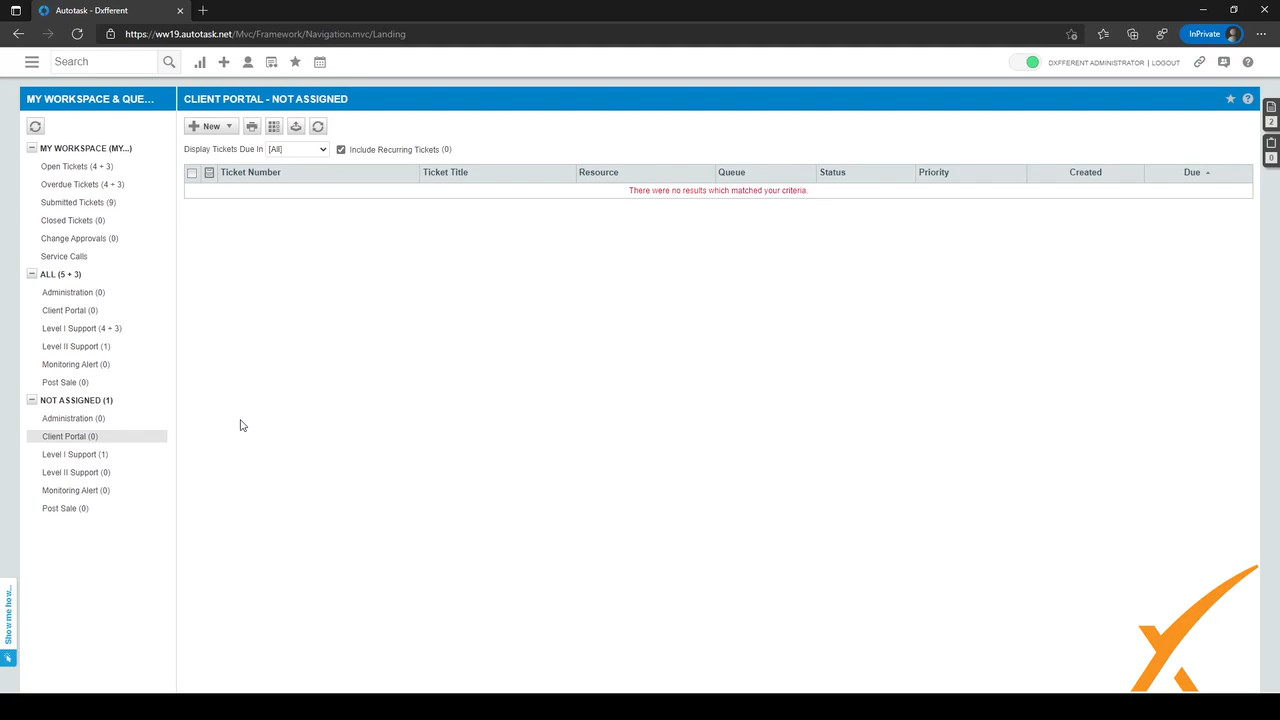 Autotask - Dxfferent
https://ww19.autotask.net/Mvc/Framework/Navigation.mvc/Landing
InPrivate
Search
DXFFERENT ADMINISTRATOR | LOGOUT
MY WORKSPACE & QUE...
CLIENT PORTAL - NOT ASSIGNED
New
Display Tickets Due In [All] Include Recurring Tickets (0)
Ticket Number Ticket Title Resource Queue Status Priority Created Due
There were no results which matched your criteria.
MY WORKSPACE (MY...)
Open Tickets (4 + 3)
Overdue Tickets (4 + 3)
Submitted Tickets (9)
Closed Tickets (0)
Change Approvals (0)
Service Calls
ALL (5 + 3)
Administration (0)
Client Portal (0)
Level I Support (4 + 3)
Level II Support (1)
Monitoring Alert (0)
Post Sale (0)
NOT ASSIGNED (1)
Administration (0)
Client Portal (0)
Level I Support (1)
Level II Support (0)
Monitoring Alert (0)
Post Sale (0)
2
0
Show me how...